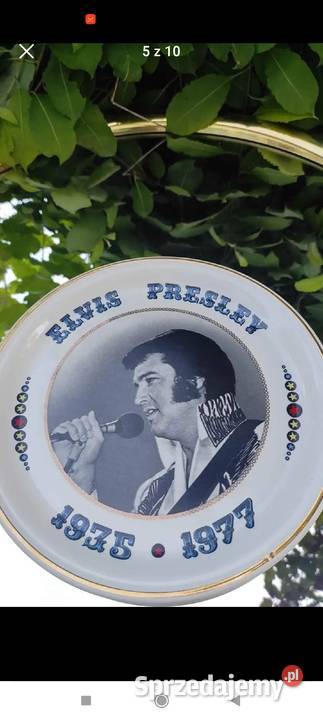 5 z 10
ELVIS PRESLEY
1935 1977
Sprzedajemy.pl